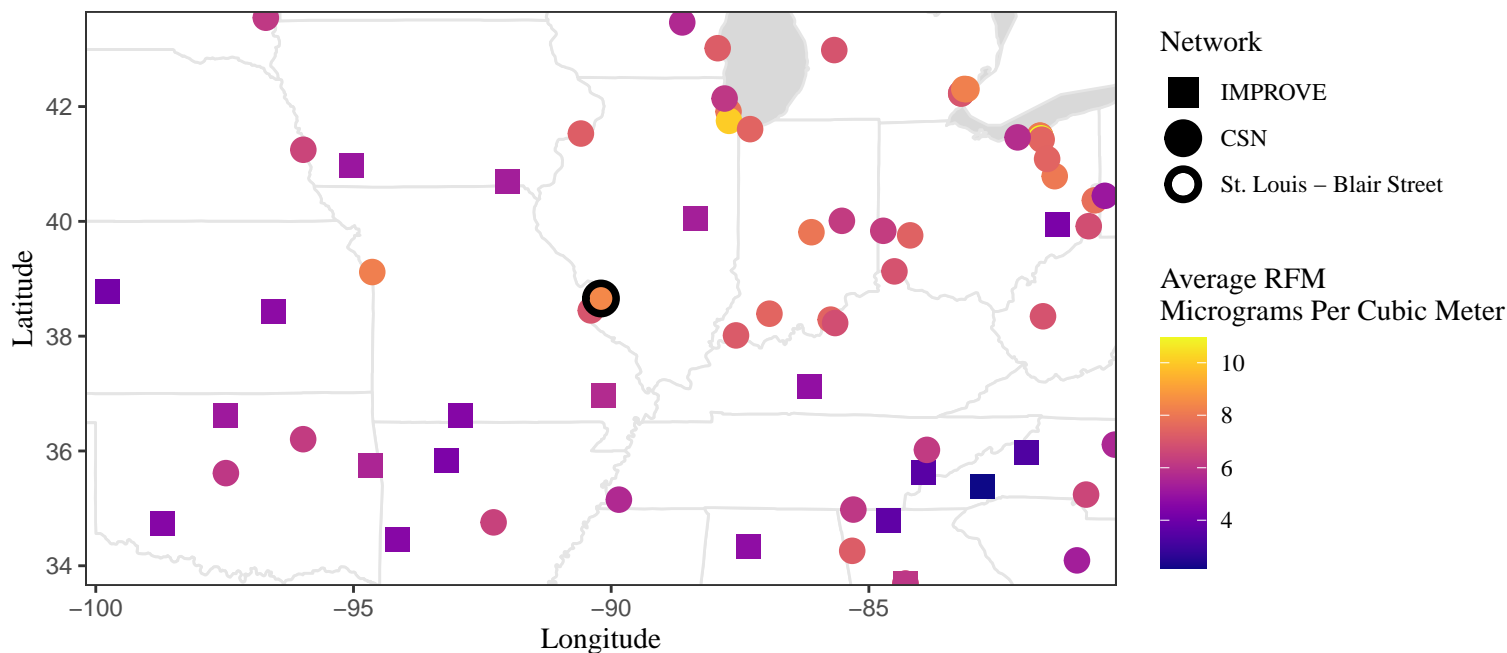 42
40
38
36
34
Latitude
−100
−95
−90
−85
Longitude
Network
IMPROVE
CSN
St. Louis − Blair Street
Average RFM
Micrograms Per Cubic Meter
10
8
6
4